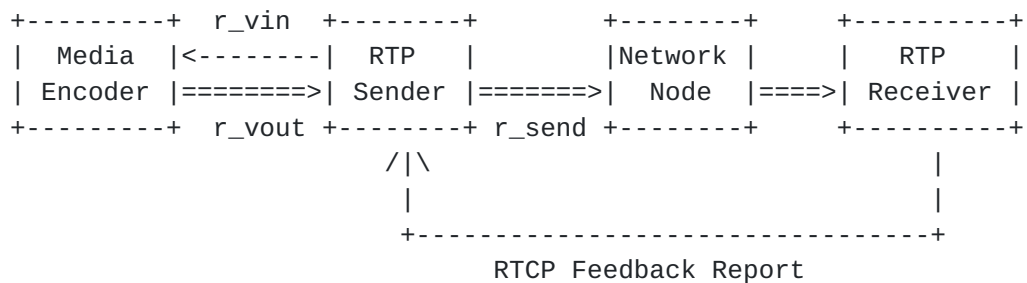 +---------+  r_vin  +--------+        +--------+       +----------+
|  Media  |<--------|  RTP   |        |Network |       |   RTP    |
| Encoder |========>| Sender |=======>|  Node  |====>| Receiver |
+---------+  r_vout +--------+ r_send +--------+       +----------+
                        /|\                                |
                         |                                 |
                         +---------------------------------+
                               RTCP Feedback Report